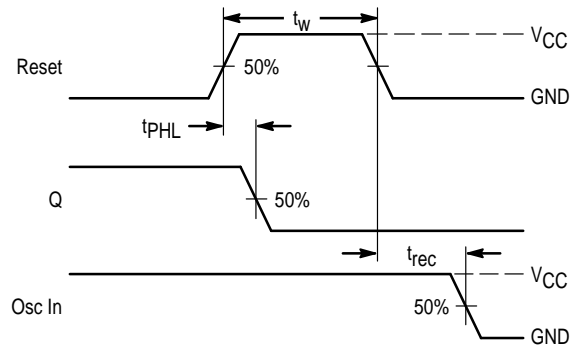 tw
VCC
Reset
50%
GND
tPHL
Q
50%
trec
VCC
Osc In
50%
GND